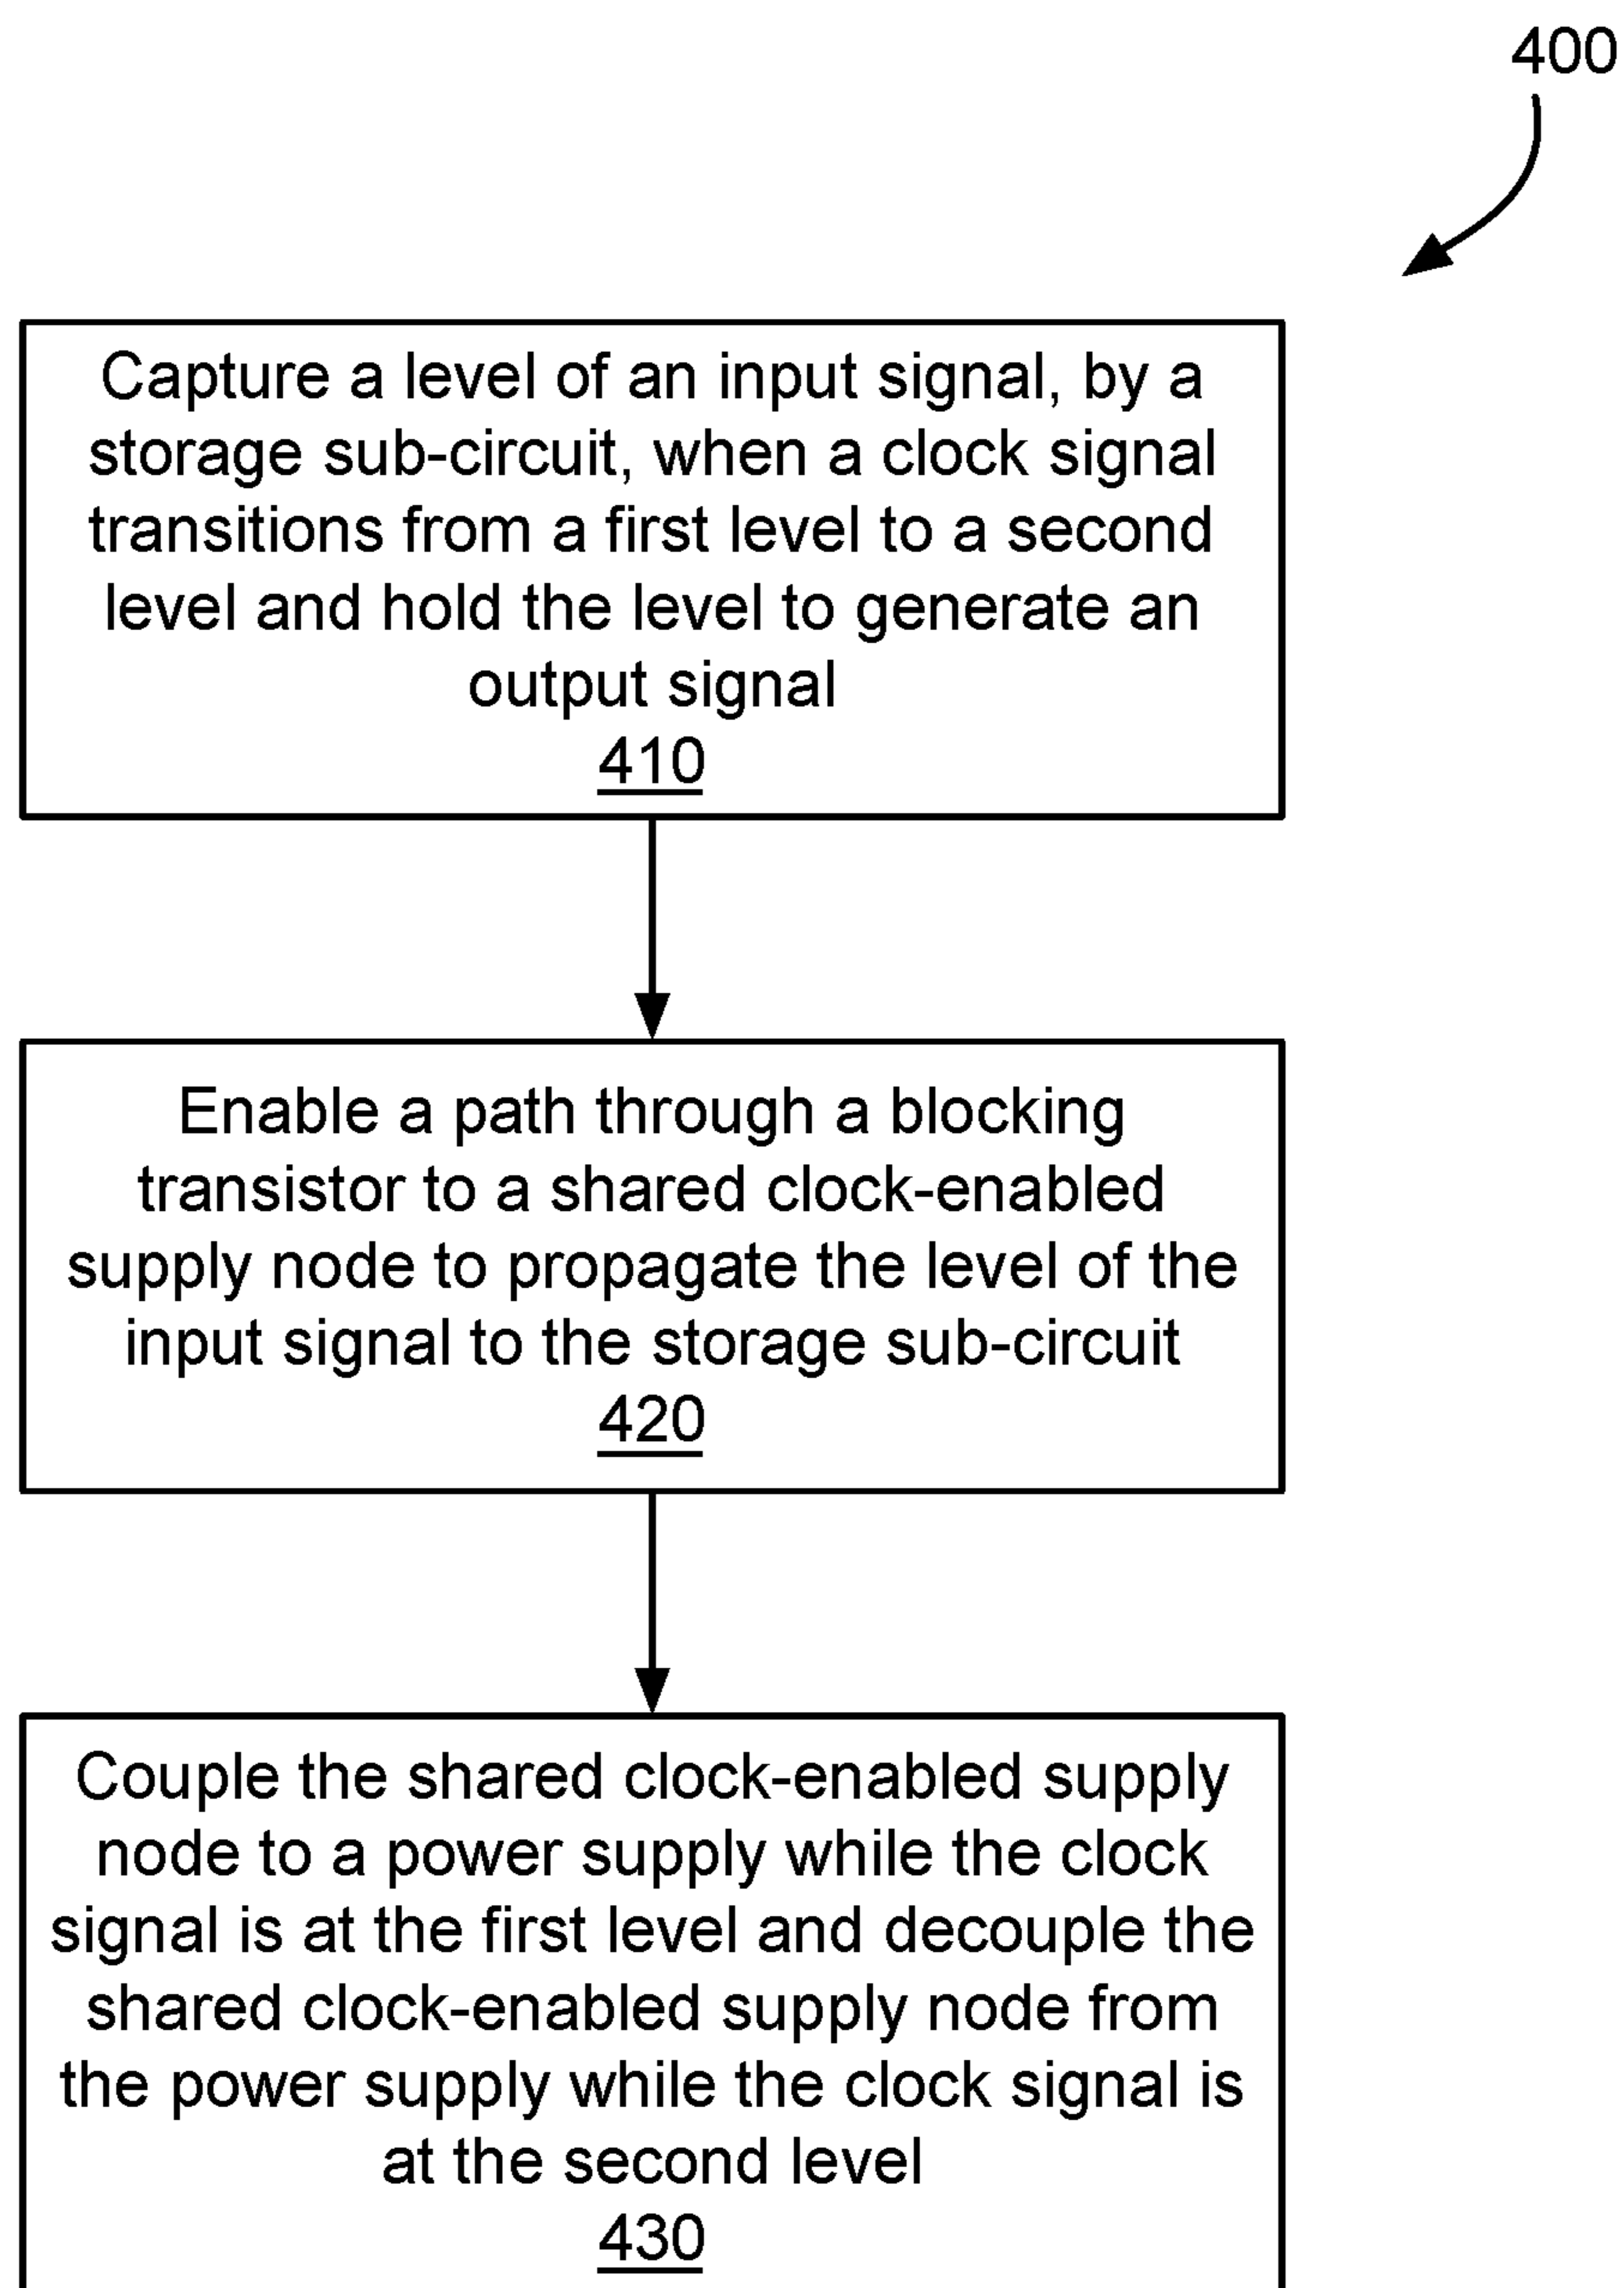 400
Capture a level of an input signal, by a
storage sub-circuit, when a clock signal
transitions from a first level to a second
level and hold the level to generate an
output signal
410
Enable a path through a blocking
transistor to a shared clock-enabled
supply node to propagate the level of the
input signal to the storage sub-circuit
420
Couple the shared clock-enabled supply
node to a power supply while the clock
signal is at the first level and decouple the
shared clock-enabled supply node from
the power supply while the clock signal is
at the second level
430